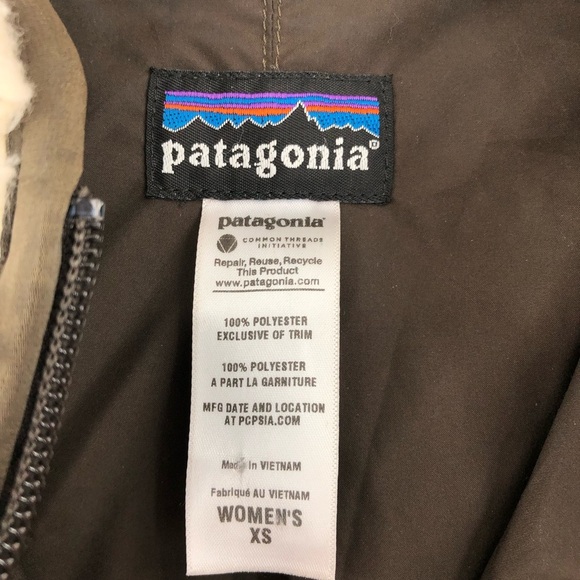 patagonia®
patagonia®
COMMON THREADS
INITIATIVE
Repair, Reuse, Recycle
This Product
www.patagonia.com
100% POLYESTER
EXCLUSIVE OF TRIM
100% POLYESTER
A PART LA GARNITURE
MFG DATE AND LOCATION
AT PCPSIA.COM
Made in VIETNAM
Fabriqué AU VIETNAM
WOMEN'S
XS